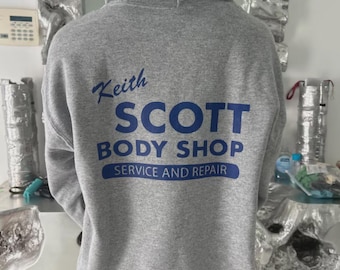 Keith
SCOTT
BODY SHOP
SERVICE AND REPAIR